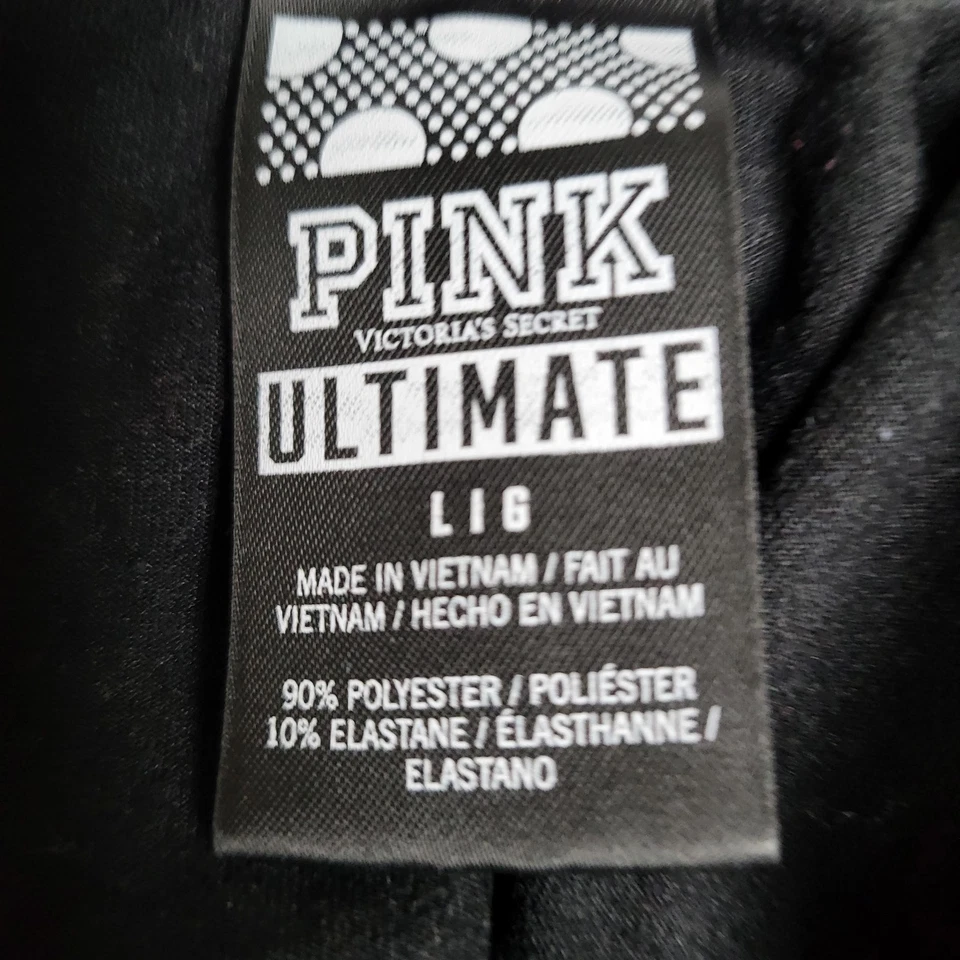 PINK
VICTORIA'S SECRET
ULTIMATE
L I G
MADE IN VIETNAM / FAIT AU
VIETNAM / HECHO EN VIETNAM
90% POLYESTER / POLIÉSTER
10% ELASTANE / ÉLASTHANNE /
ELASTANO